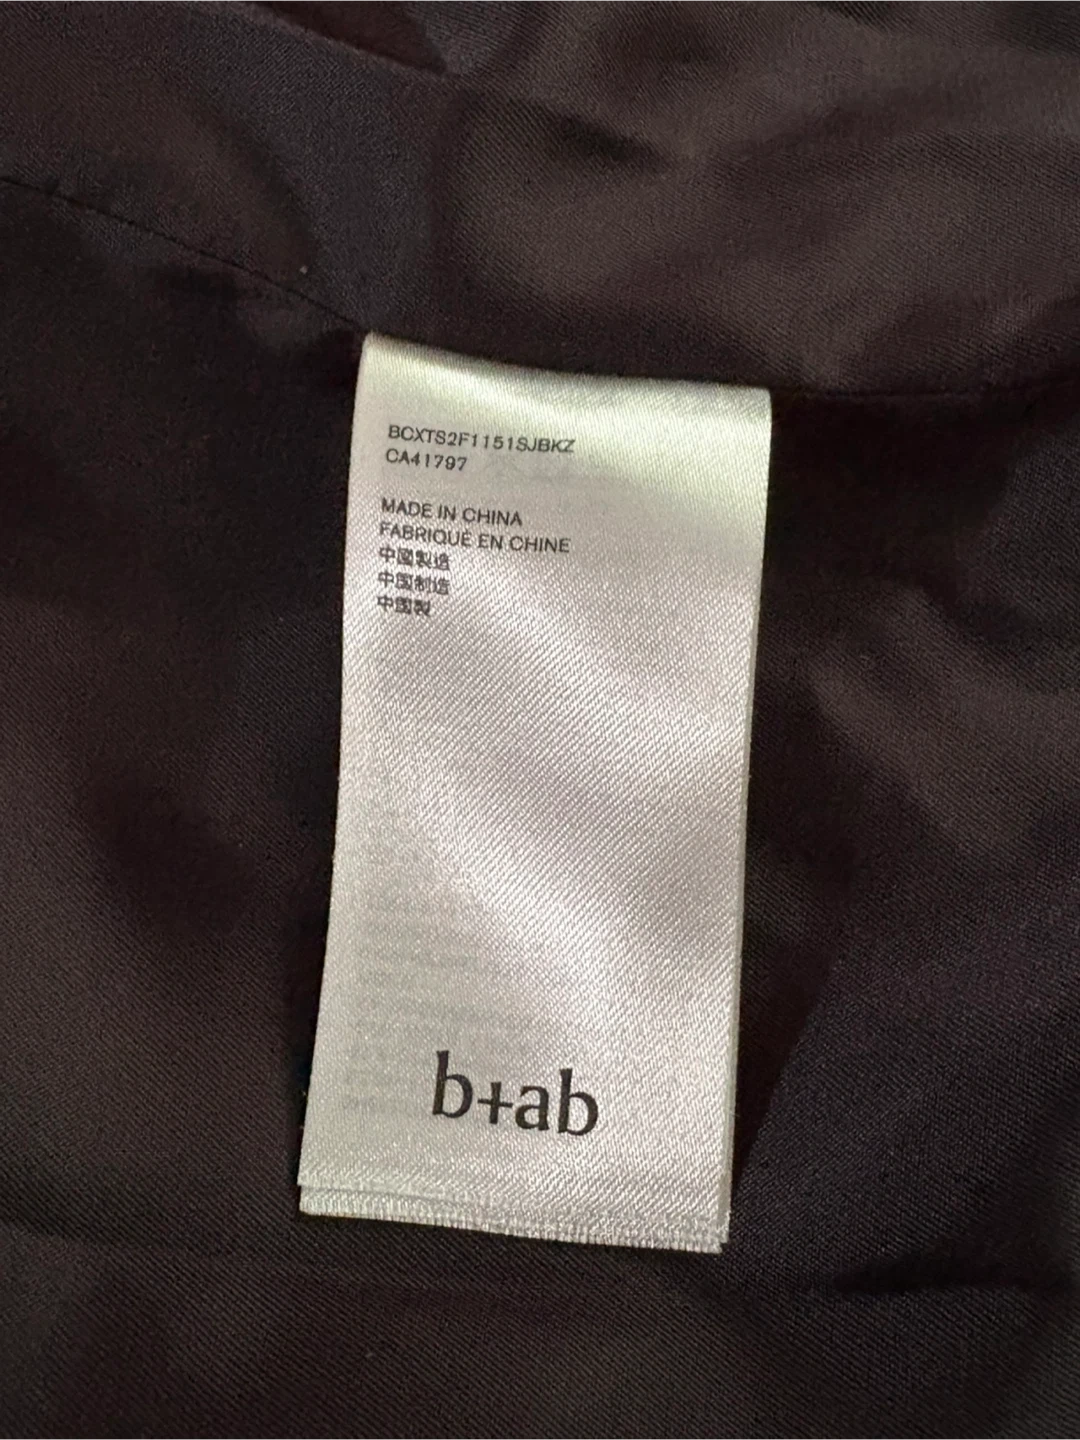 BCXTS2F1151SJBKZ
CA41797
MADE IN CHINA
FABRIQUÉ EN CHINE
中國製造
中国制造
中國製
b+ab